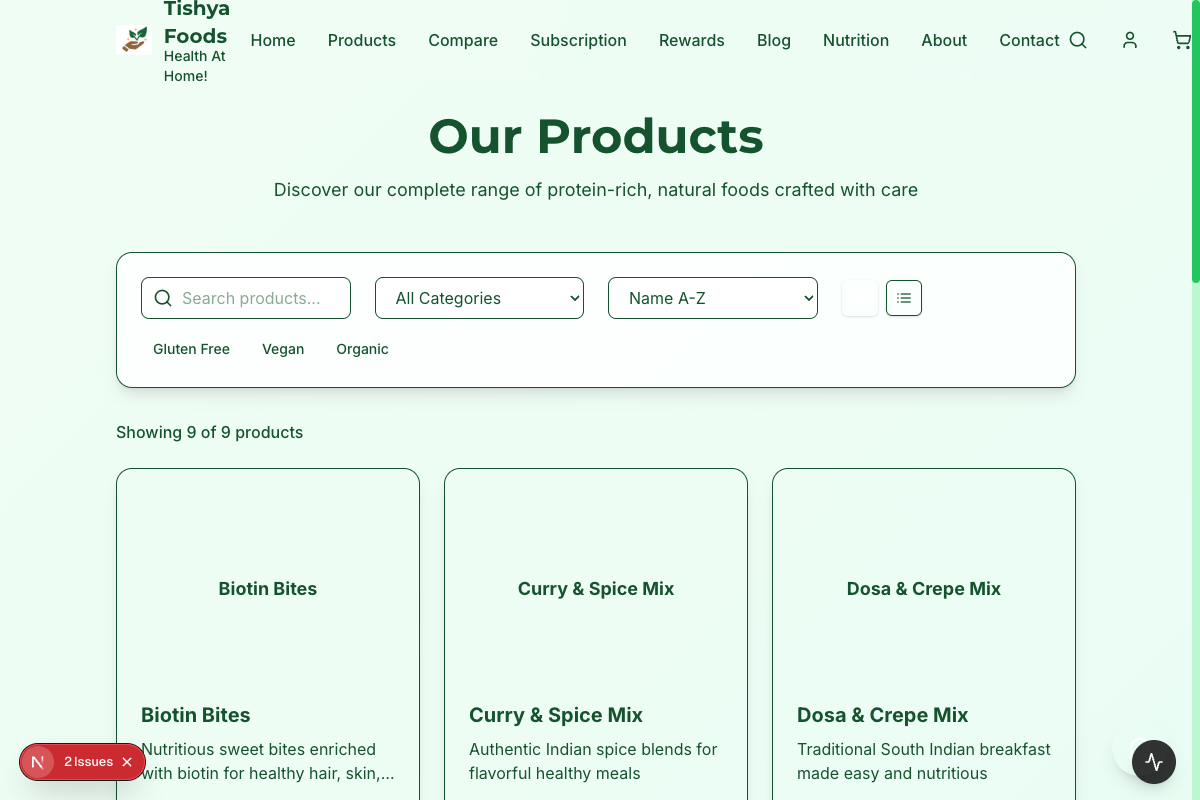 Tishya
Foods
Health At
Home!
Home Products Compare Subscription Rewards Blog Nutrition About Contact
Our Products
Discover our complete range of protein-rich, natural foods crafted with care
Search products...
All Categories
Name A-Z
Gluten Free Vegan Organic
Showing 9 of 9 products
Biotin Bites
Curry & Spice Mix
Dosa & Crepe Mix
Biotin Bites
Nutritious sweet bites enriched
with biotin for healthy hair, skin,...
Curry & Spice Mix
Authentic Indian spice blends for
flavorful healthy meals
Dosa & Crepe Mix
Traditional South Indian breakfast
made easy and nutritious
N 2 Issues